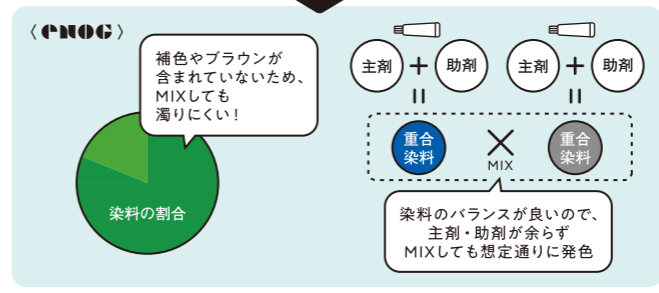 〈enog〉
補色やブラウンが
含まれていないため、
MIXしても
濁りにくい！
染料の割合
主剤＋助剤 主剤＋助剤
重合
染料
×
MIX
重合
染料
染料のバランスが良いので、
主剤・助剤が余らず
MIXしても想定通りに発色